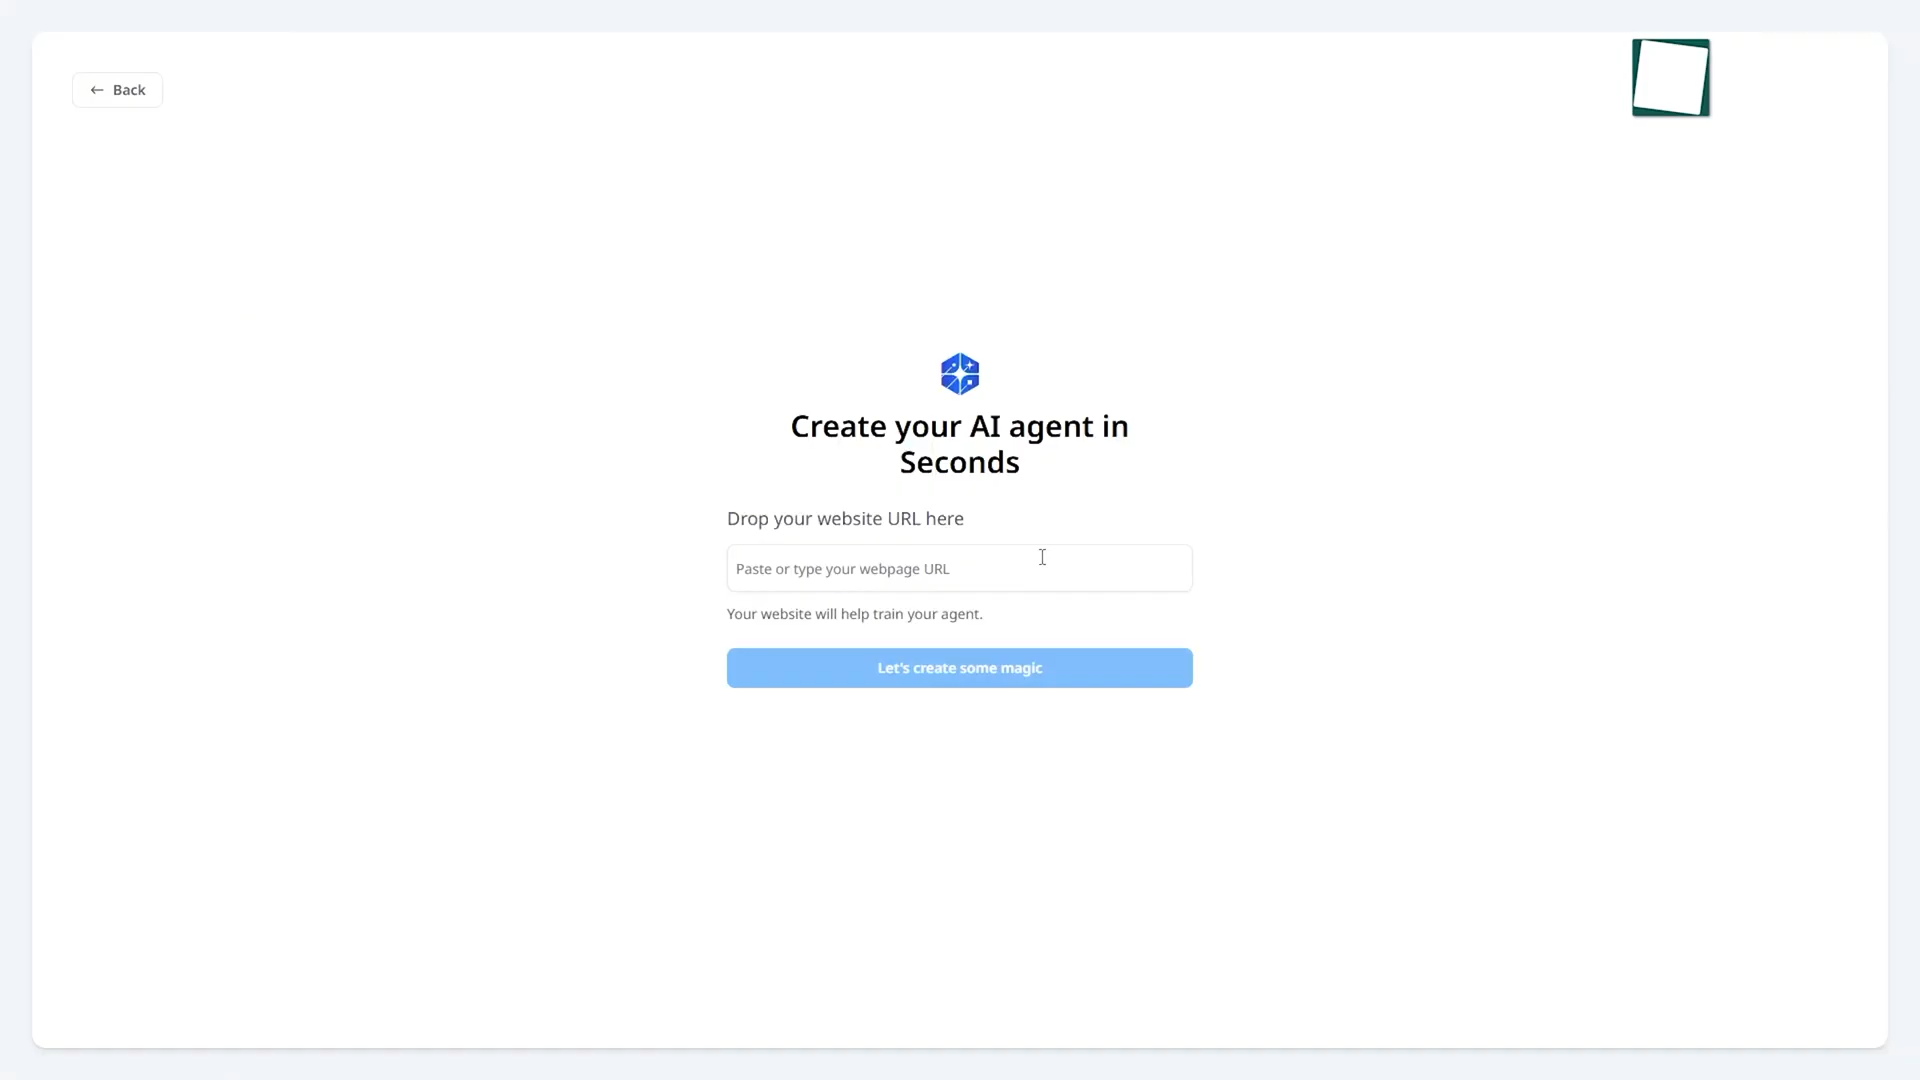 Back
Create your AI agent in
Seconds
Drop your website URL here
Paste or type your webpage URL
Your website will help train your agent.
Let's create some magic